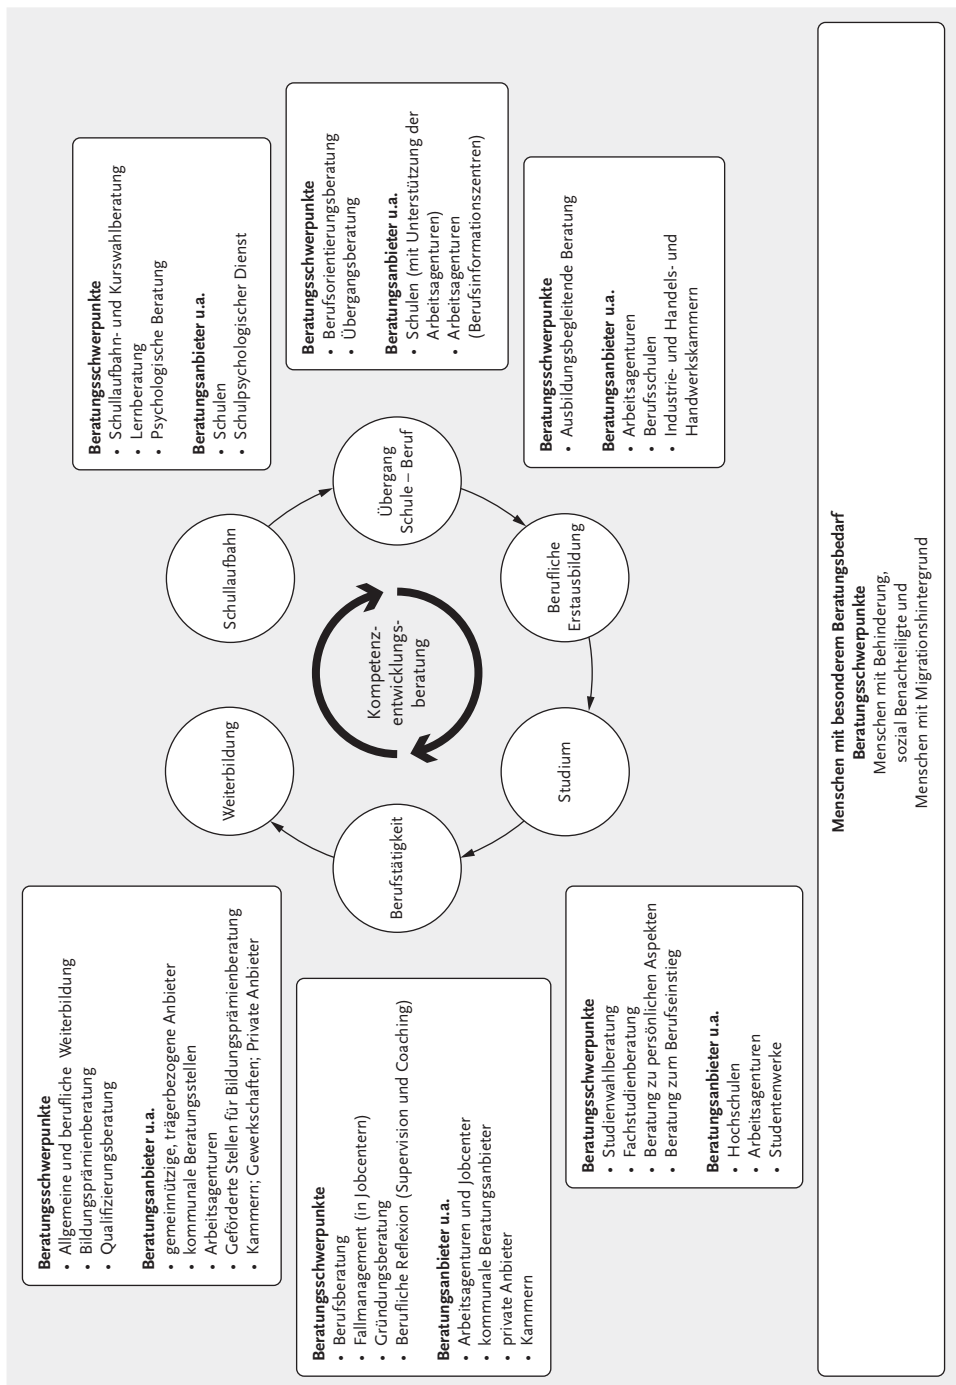 Beratungsschwerpunkte
• Allgemeine und berufliche Weiterbildung
• Bildungsprämienberatung
• Qualifizierungsberatung
Beratungsanbieter u.a.
• gemeinnützige, trägerbezogene Anbieter
• kommunale Beratungsstellen
• Arbeitsagenturen
• Geförderte Stellen für Bildungsprämienberatung
• Kammern; Gewerkschaften; Private Anbieter
Beratungsschwerpunkte
• Berufsberatung
• Fallmanagement (in Jobcentern)
• Gründungsberatung
• Berufliche Reflexion (Supervision und Coaching)
Beratungsanbieter u.a.
• Arbeitsagenturen und Jobcenter
• kommunale Beratungsanbieter
• private Anbieter
• Kammern
Beratungsschwerpunkte
• Studienwahlberatung
• Fachstudienberatung
• Beratung zu persönlichen Aspekten
• Beratung zum Berufseinstieg
Beratungsanbieter u.a.
• Hochschulen
• Arbeitsagenturen
• Studentenwerke
Weiterbildung
Schullaufbahn
Berufstätigkeit
Kompetenz-
entwicklungs-
beratung
Übergang
Schule – Beruf
Studium
Berufliche
Erstausbildung
Beratungsschwerpunkte
• Schullaufbahn- und Kurswahlberatung
• Lernberatung
• Psychologische Beratung
Beratungsanbieter u.a.
• Schulen
• Schulpsychologischer Dienst
Beratungsschwerpunkte
• Berufsorientierungsberatung
• Übergangsberatung
Beratungsanbieter u.a.
• Schulen (mit Unterstützung der
Arbeitsagenturen)
• Arbeitsagenturen
(Berufsinformationszentren)
Beratungsschwerpunkte
• Ausbildungsbegleitende Beratung
Beratungsanbieter u.a.
• Arbeitsagenturen
• Berufsschulen
• Industrie- und Handels- und
Handwerkskammern
Menschen mit besonderem Beratungsbedarf
Beratungsschwerpunkte
Menschen mit Behinderung,
sozial Benachteiligte und
Menschen mit Migrationshintergrund